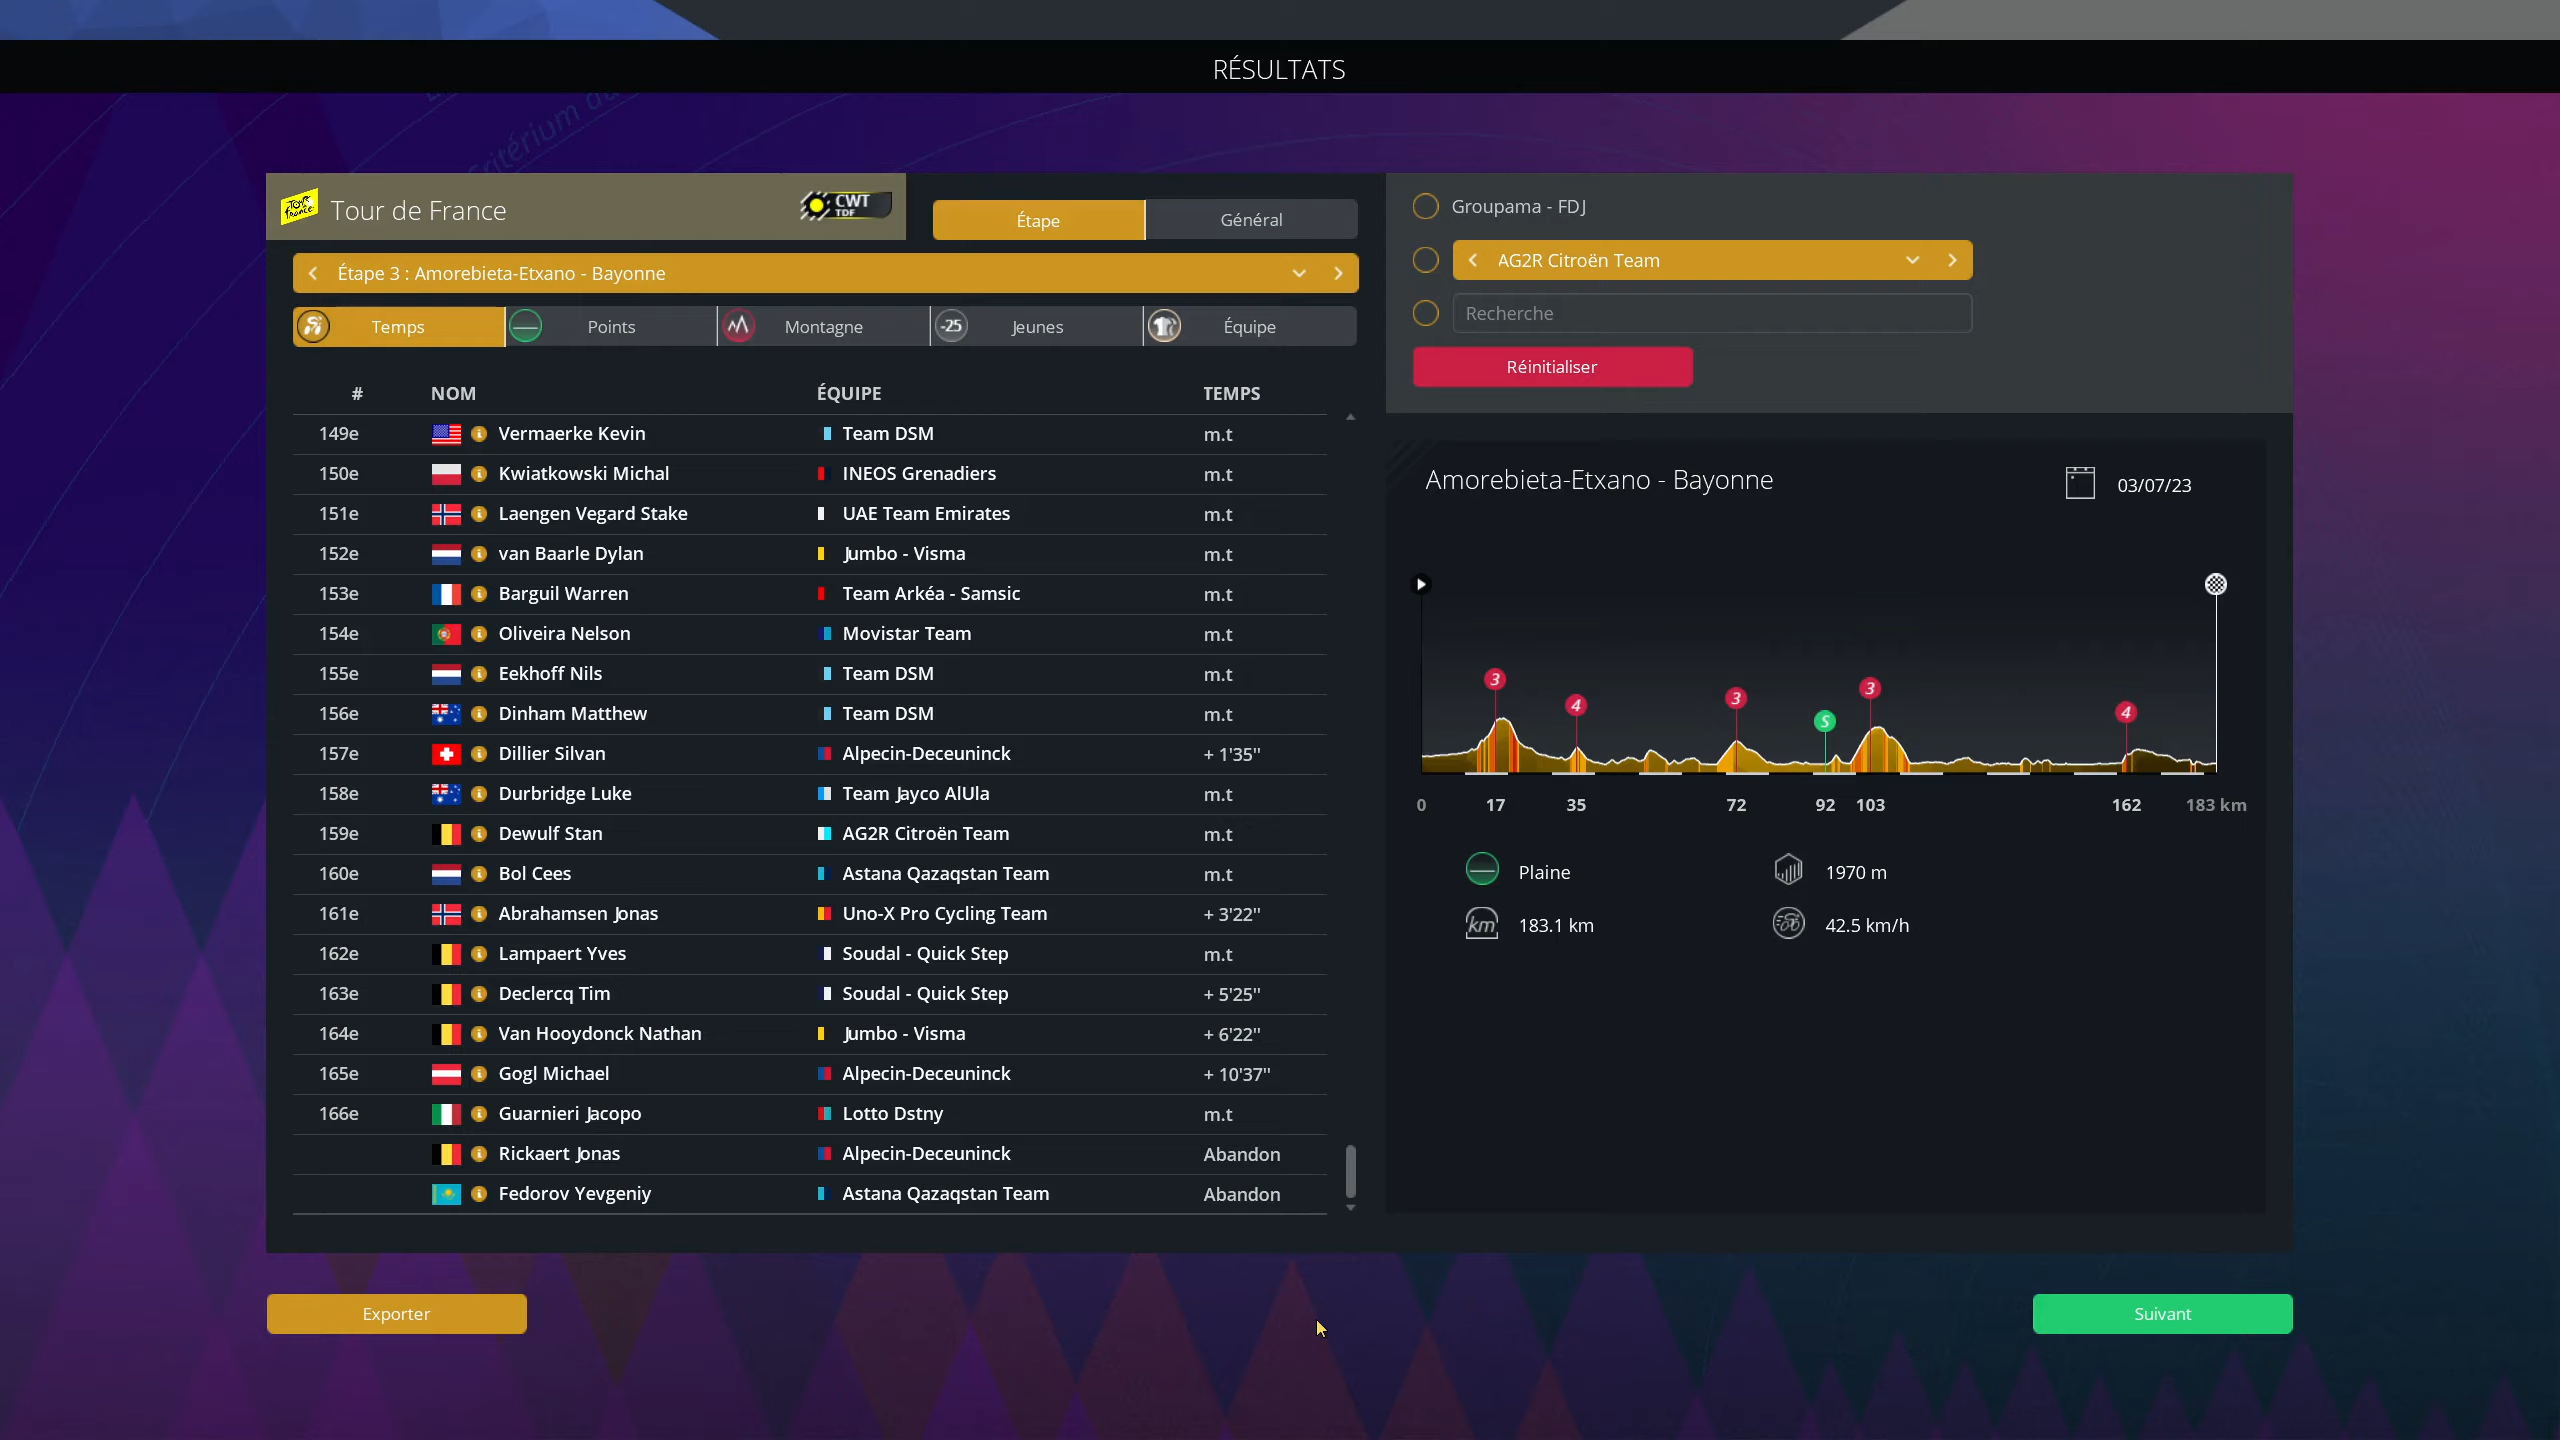 RÉSULTATS
Critérium du
Tour de France
CWT
TDF
Étape
Général
Étape 3 : Amorebieta-Etxano - Bayonne
Temps
Points
Montagne
-25
Jeunes
Équipe
# NOM ÉQUIPE TEMPS
149e Vermaerke Kevin Team DSM m.t
150e Kwiatkowski Michal INEOS Grenadiers m.t
151e Laengen Vegard Stake UAE Team Emirates m.t
152e van Baarle Dylan Jumbo - Visma m.t
153e Barguil Warren Team Arkéa - Samsic m.t
154e Oliveira Nelson Movistar Team m.t
155e Eekhoff Nils Team DSM m.t
156e Dinham Matthew Team DSM m.t
157e Dillier Silvan Alpecin-Deceuninck + 1'35''
158e Durbridge Luke Team Jayco AlUla m.t
159e Dewulf Stan AG2R Citroën Team m.t
160e Bol Cees Astana Qazaqstan Team m.t
161e Abrahamsen Jonas Uno-X Pro Cycling Team + 3'22''
162e Lampaert Yves Soudal - Quick Step m.t
163e Declercq Tim Soudal - Quick Step + 5'25''
164e Van Hooydonck Nathan Jumbo - Visma + 6'22''
165e Gogl Michael Alpecin-Deceuninck + 10'37''
166e Guarnieri Jacopo Lotto Dstny m.t
Rickaert Jonas Alpecin-Deceuninck Abandon
Fedorov Yevgeniy Astana Qazaqstan Team Abandon
Groupama - FDJ
AG2R Citroën Team
Recherche
Réinitialiser
Amorebieta-Etxano - Bayonne
03/07/23
3 4 3 S 3 4
0 17 35 72 92 103 162 183 km
Plaine
1970 m
km 183.1 km
42.5 km/h
Exporter
Suivant